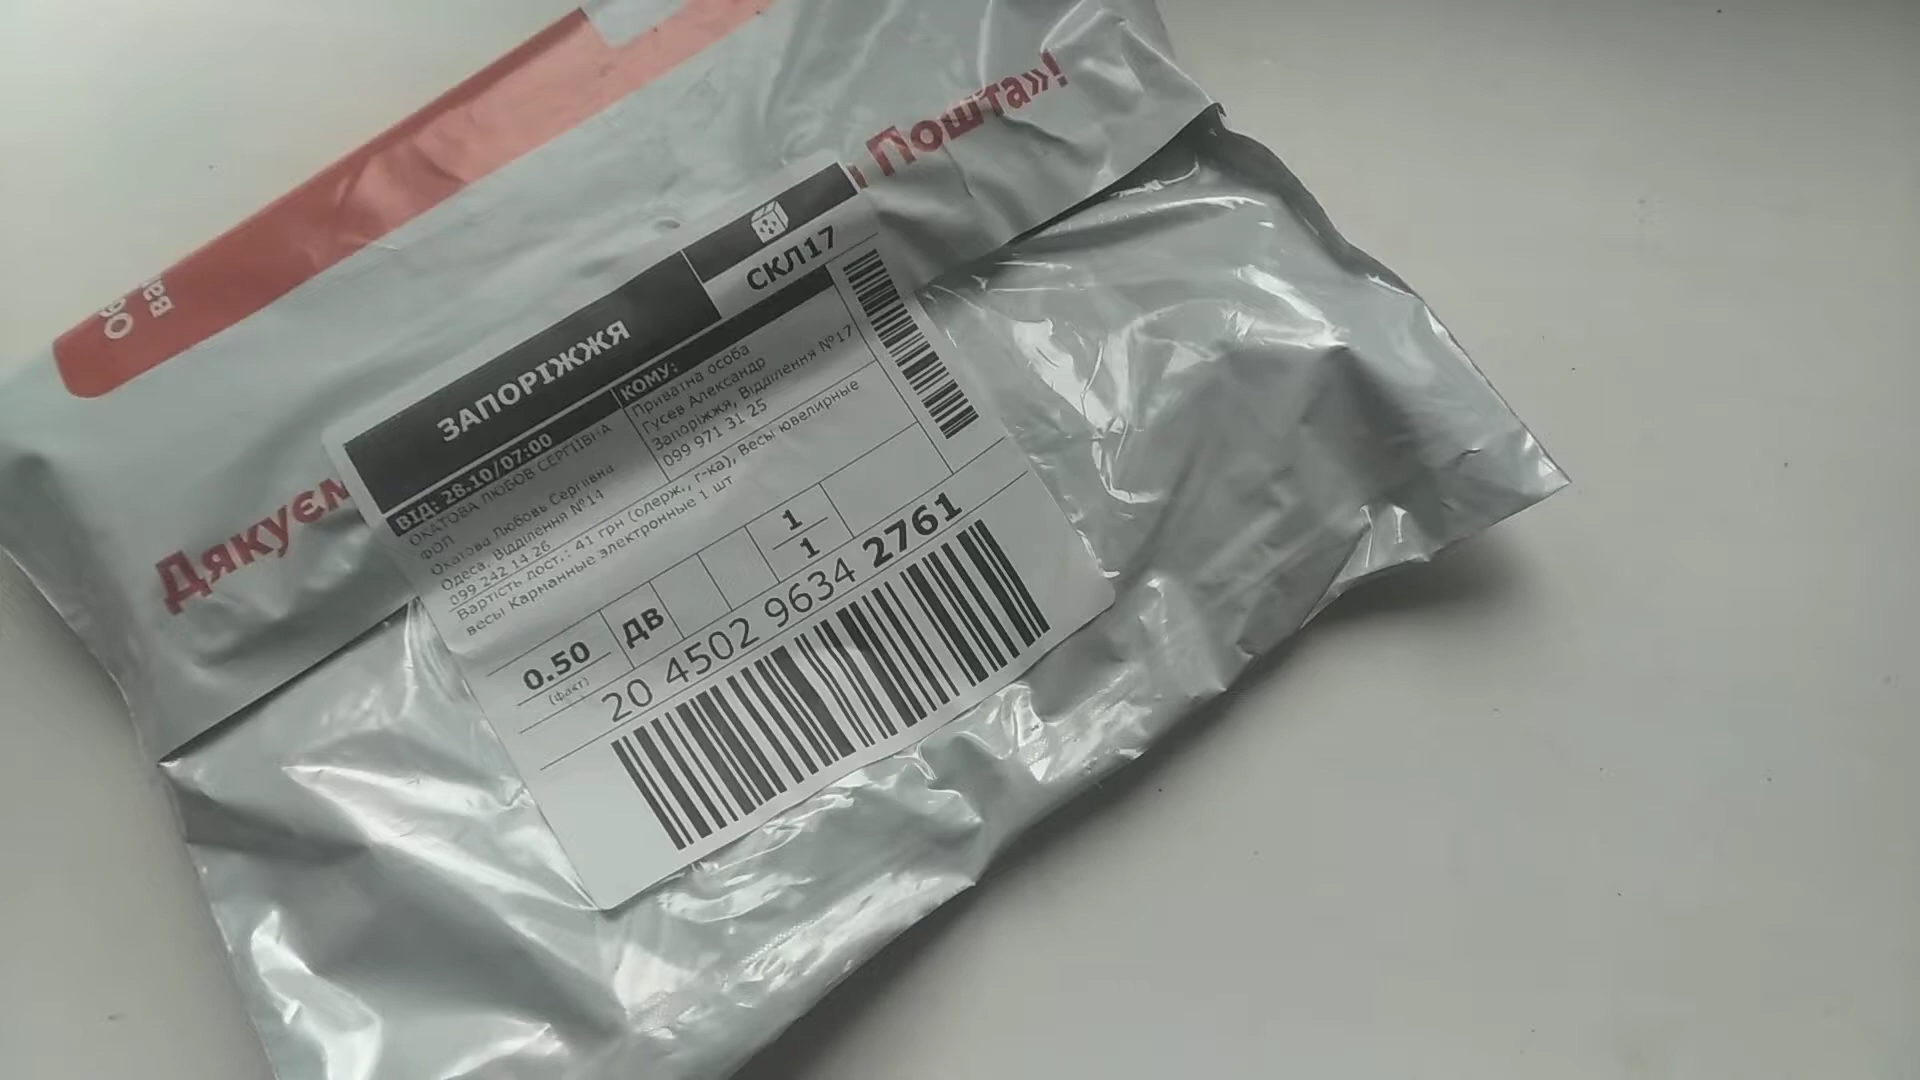 Пошта»!
Дякуєм
ЗАПОРІЖЖЯ
СКЛ17
ВІД: 28.10/07:00
ОКАТОВА ЛЮБОВ СЕРГІЇВНА
ФОП
Окатова Любовь Сергіївна
Одеса, Відділення №14
099 242 14 26
КОМУ:
Приватна особа
Гусев Александр
Запоріжжя, Відділення №17
099 971 31 25
Вартість дост.: 41 грн (одерж., г-ка), Весы ювелирные
весы Карманные электронные 1 шт
0.50
(факт)
ДВ
1
1
20 4502 9634 2761